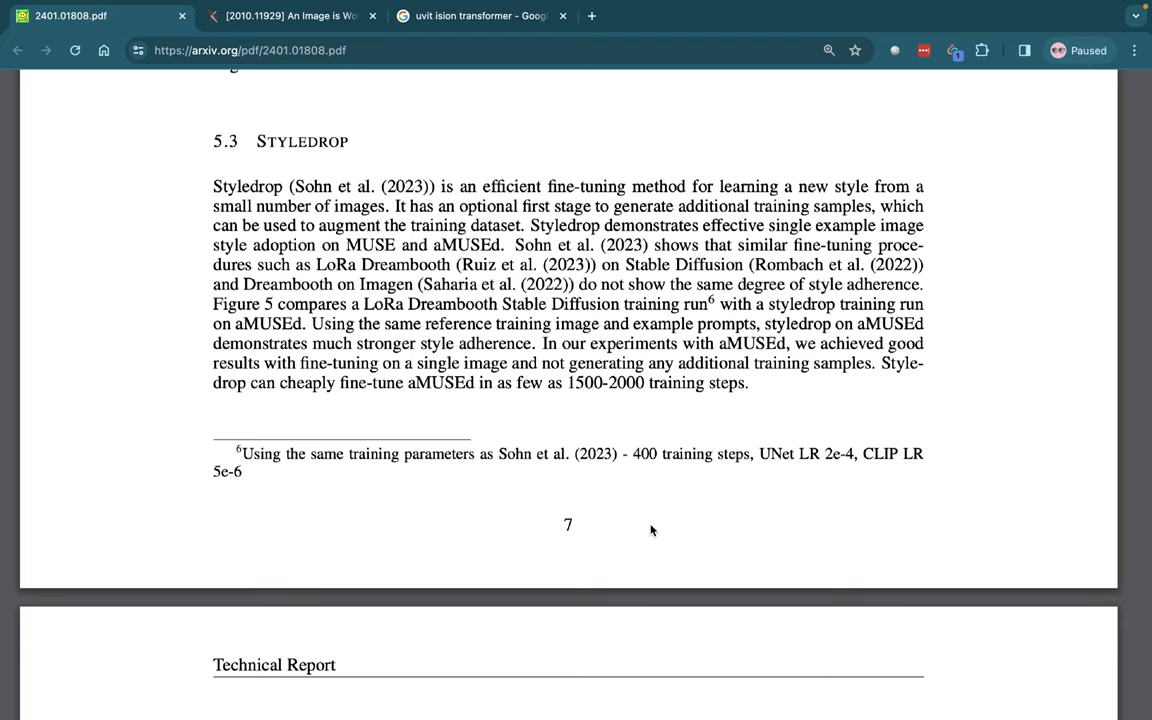 2401.01808.pdf
[2010.11929] An Image is Wo
uvit ision transformer - Googl
https://arxiv.org/pdf/2401.01808.pdf
1
Paused
5.3 STYLEDROP
Styledrop (Sohn et al. (2023)) is an efficient fine-tuning method for learning a new style from a
small number of images. It has an optional first stage to generate additional training samples, which
can be used to augment the training dataset. Styledrop demonstrates effective single example image
style adoption on MUSE and aMUSEd. Sohn et al. (2023) shows that similar fine-tuning proce-
dures such as LoRa Dreambooth (Ruiz et al. (2023)) on Stable Diffusion (Rombach et al. (2022))
and Dreambooth on Imagen (Saharia et al. (2022)) do not show the same degree of style adherence.
Figure 5 compares a LoRa Dreambooth Stable Diffusion training run6 with a styledrop training run
on aMUSEd. Using the same reference training image and example prompts, styledrop on aMUSEd
demonstrates much stronger style adherence. In our experiments with aMUSEd, we achieved good
results with fine-tuning on a single image and not generating any additional training samples. Style-
drop can cheaply fine-tune aMUSEd in as few as 1500-2000 training steps.
6Using the same training parameters as Sohn et al. (2023) - 400 training steps, UNet LR 2e-4, CLIP LR
5e-6
7
Technical Report